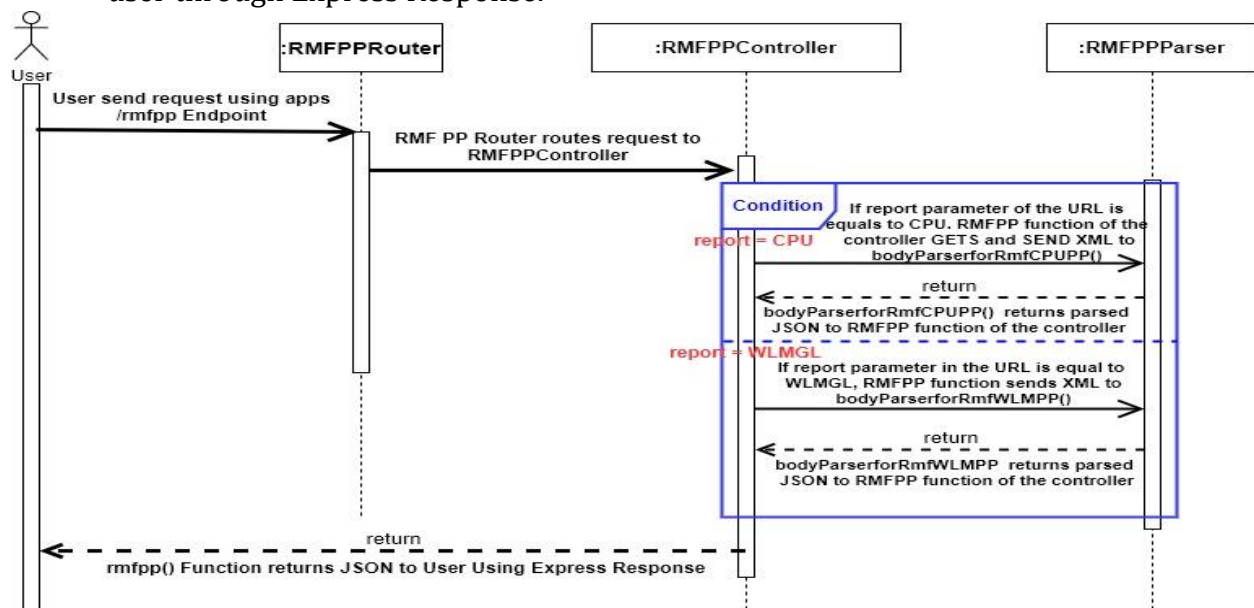 user through Express Response.
User
:RMFPPRouter
:RMFPPController
:RMFPPParser
User send request using apps
/rmfpp Endpoint
RMF PP Router routes request to
RMFPPController
Condition
If report parameter of the URL is
equals to CPU. RMFPP function of the
controller GETS and SEND XML to
bodyParserforRmfCPUPP()
report = CPU
return
bodyParserforRmfCPUPP() returns parsed
JSON to RMFPP function of the controller
report = WLMGL
If report parameter in the URL is equal to
WLMGL, RMFPP function sends XML to
bodyParserforRmfWLMPP()
return
bodyParserforRmfWLMPP returns parsed
JSON to RMFPP function of the controller
return
rmfpp() Function returns JSON to User Using Express Response